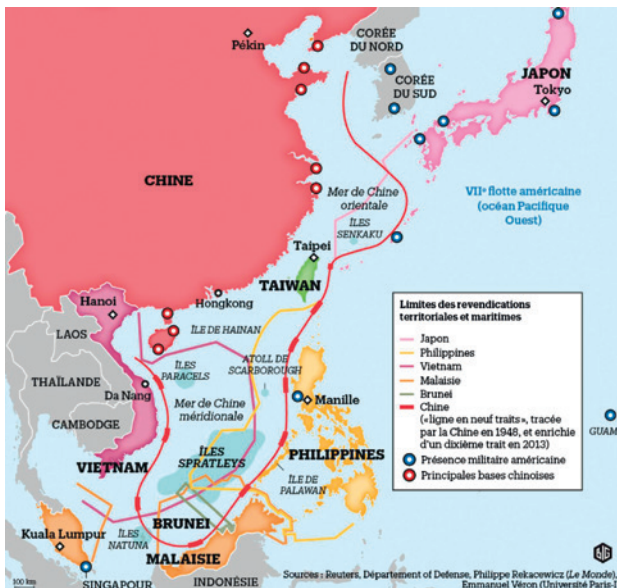 CORÉE
DU NORD
Pékin
CORÉE
DU SUD
JAPON
Tokyo
CHINE
Mer de Chine
orientale
VIIe flotte américaine
(océan Pacifique
Ouest)
ÎLES
SENKAKU
Taipei
TAIWAN
Hanoi
Hongkong
LAOS
ÎLE DE HAINAN
THAÏLANDE
ÎLES
PARACELS
ATOLL DE
SCARBOROUGH
Da Nang
Mer de Chine
méridionale
Manille
CAMBODGE
VIETNAM
ÎLES
SPRATLEYS
PHILIPPINES
ÎLE DE
PALAWAN
BRUNEI
Kuala Lumpur
ÎLES
NATUNA
MALAISIE
SINGAPOUR
INDONÉSIE
100 km
GUAM
Limites des revendications
territoriales et maritimes
Japon
Philippines
Vietnam
Malaisie
Brunei
Chine
(«ligne en neuf traits», tracée
par la Chine en 1948, et enrichie
d'un dixième trait en 2013)
Présence militaire américaine
Principales bases chinoises
Sources : Reuters, Départment of Defense, Philippe Rekacewicz (Le Monde),
Emmanuel Véron (Université Paris-I